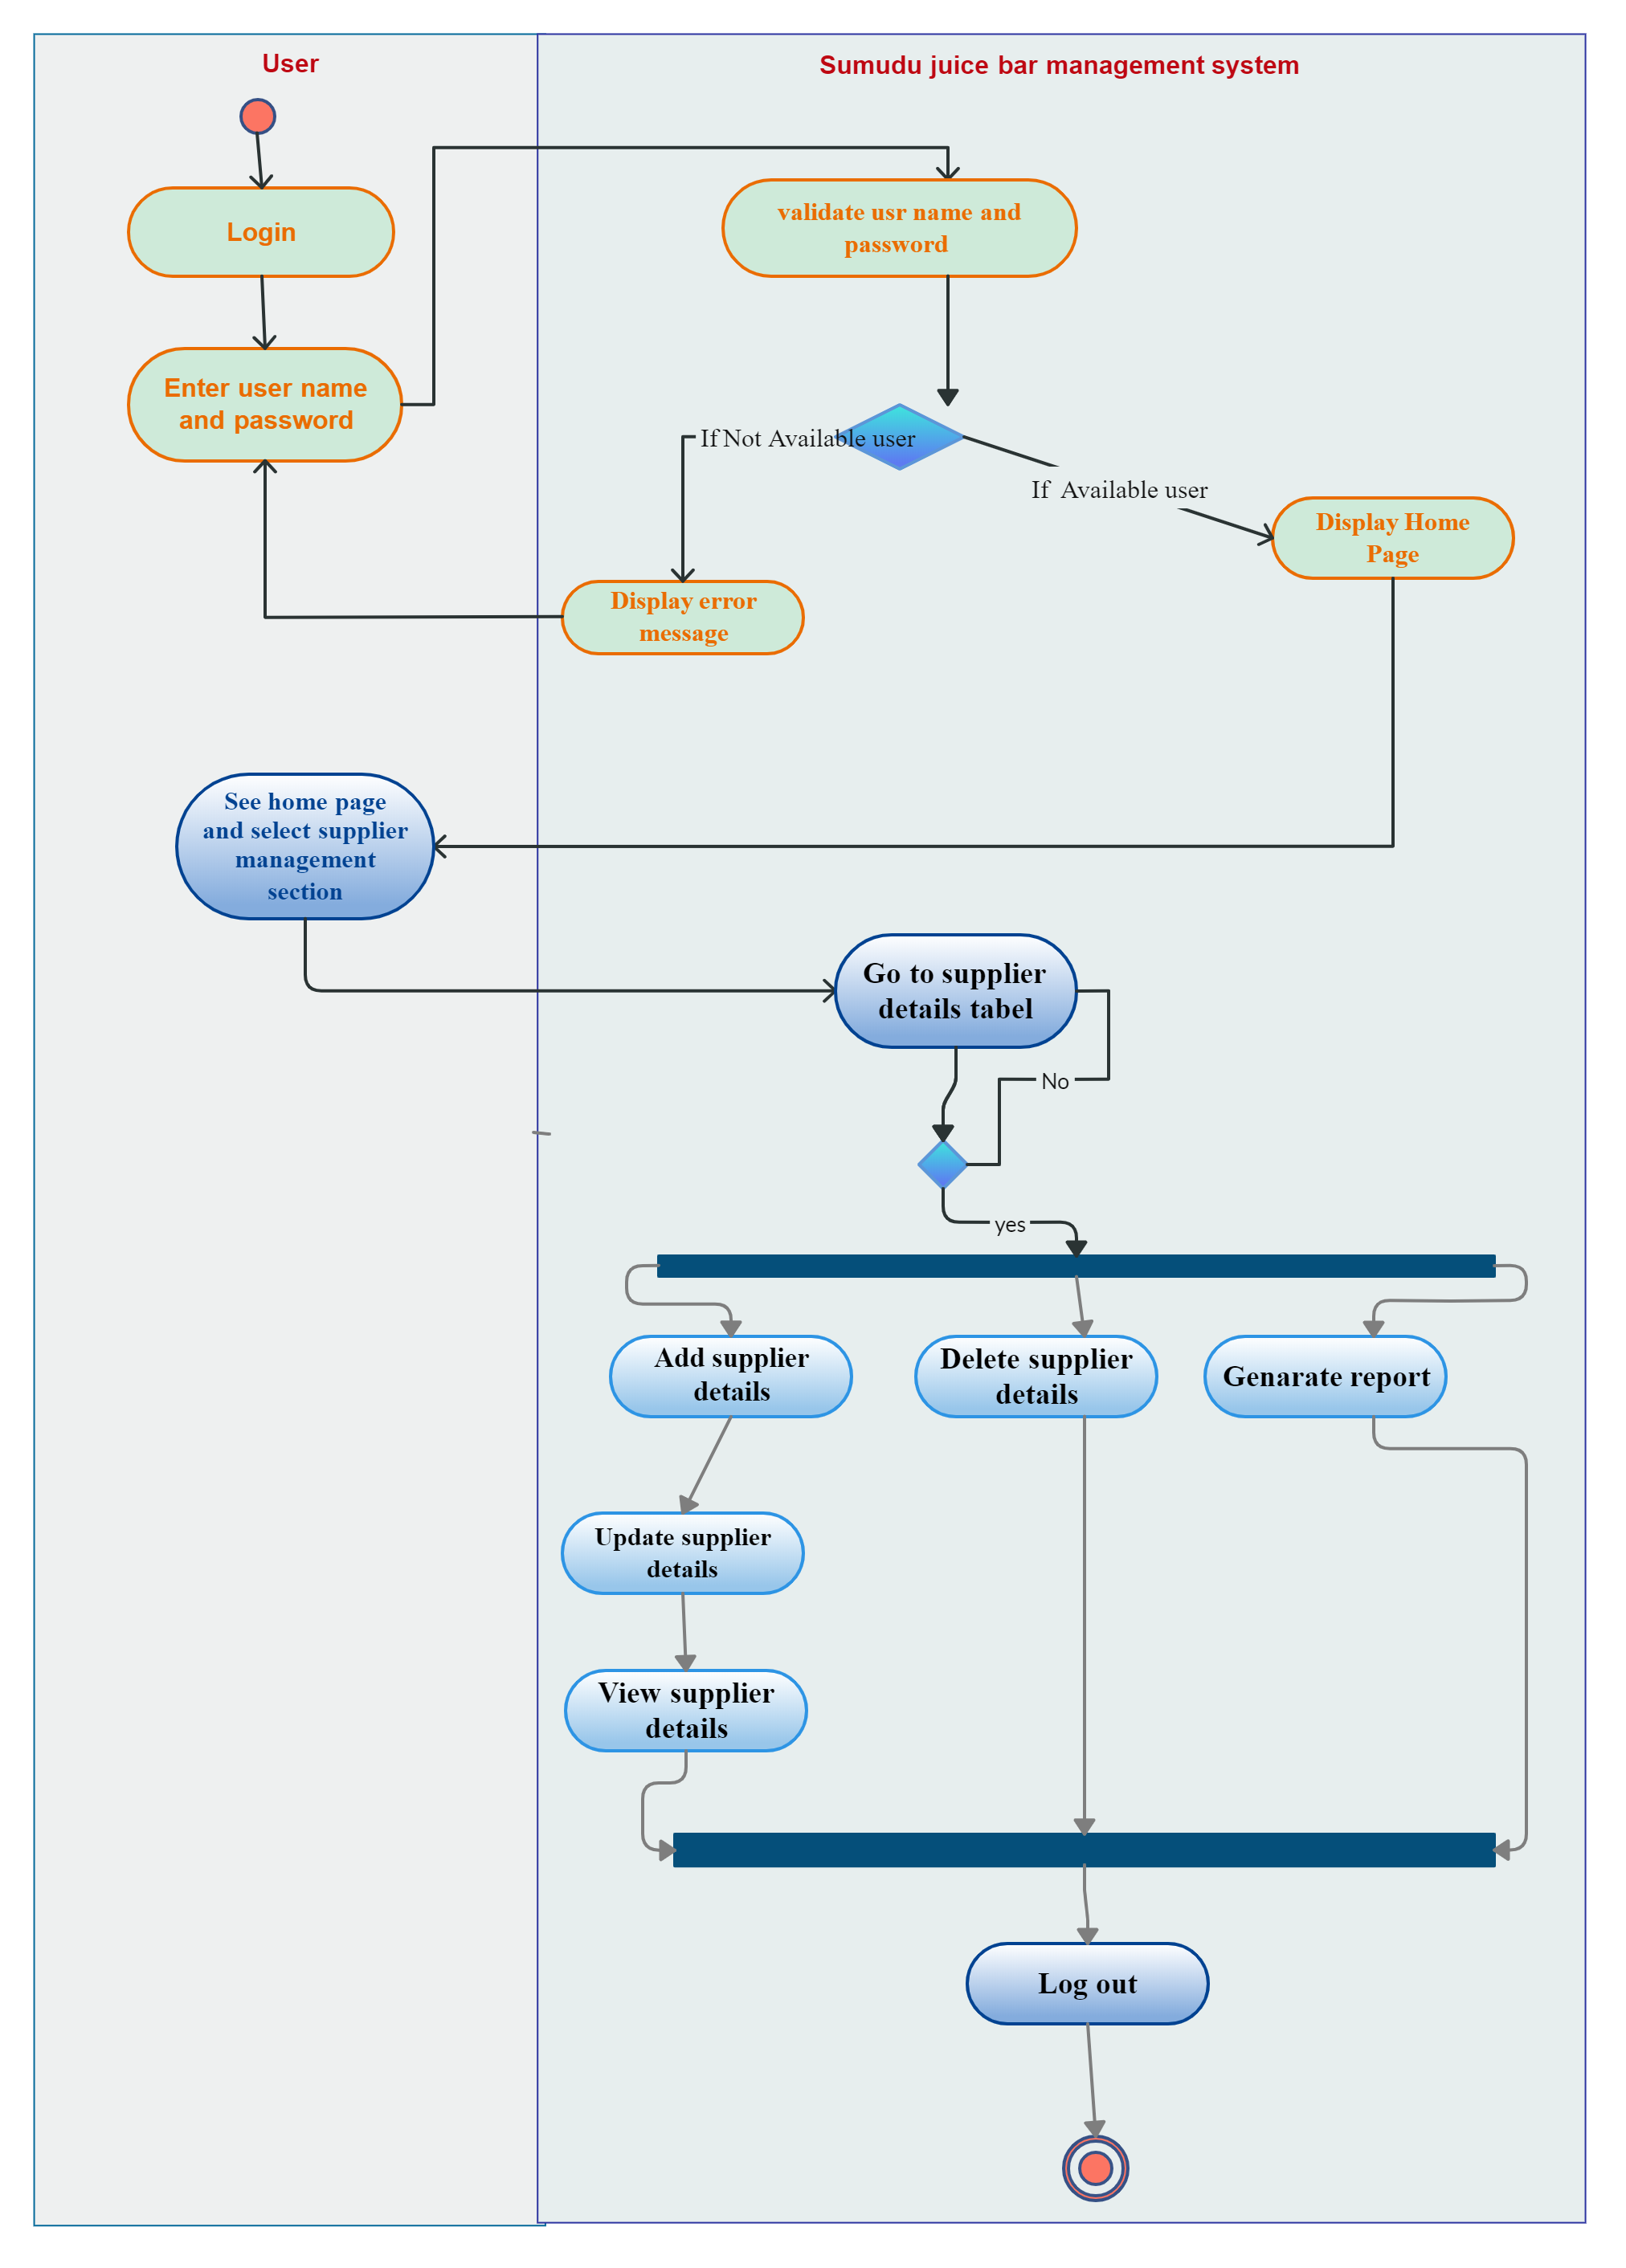 User
Sumudu juice bar management system
Login
validate usr name and
password
Enter user name
and password
If Not Available user
If  Available user
Display Home
Page
Display error
message
See home page
and select supplier
management
section
Go to supplier
details tabel
No
yes
Add supplier
details
Delete supplier
details
Genarate report
Update supplier
details
View supplier
details
Log out